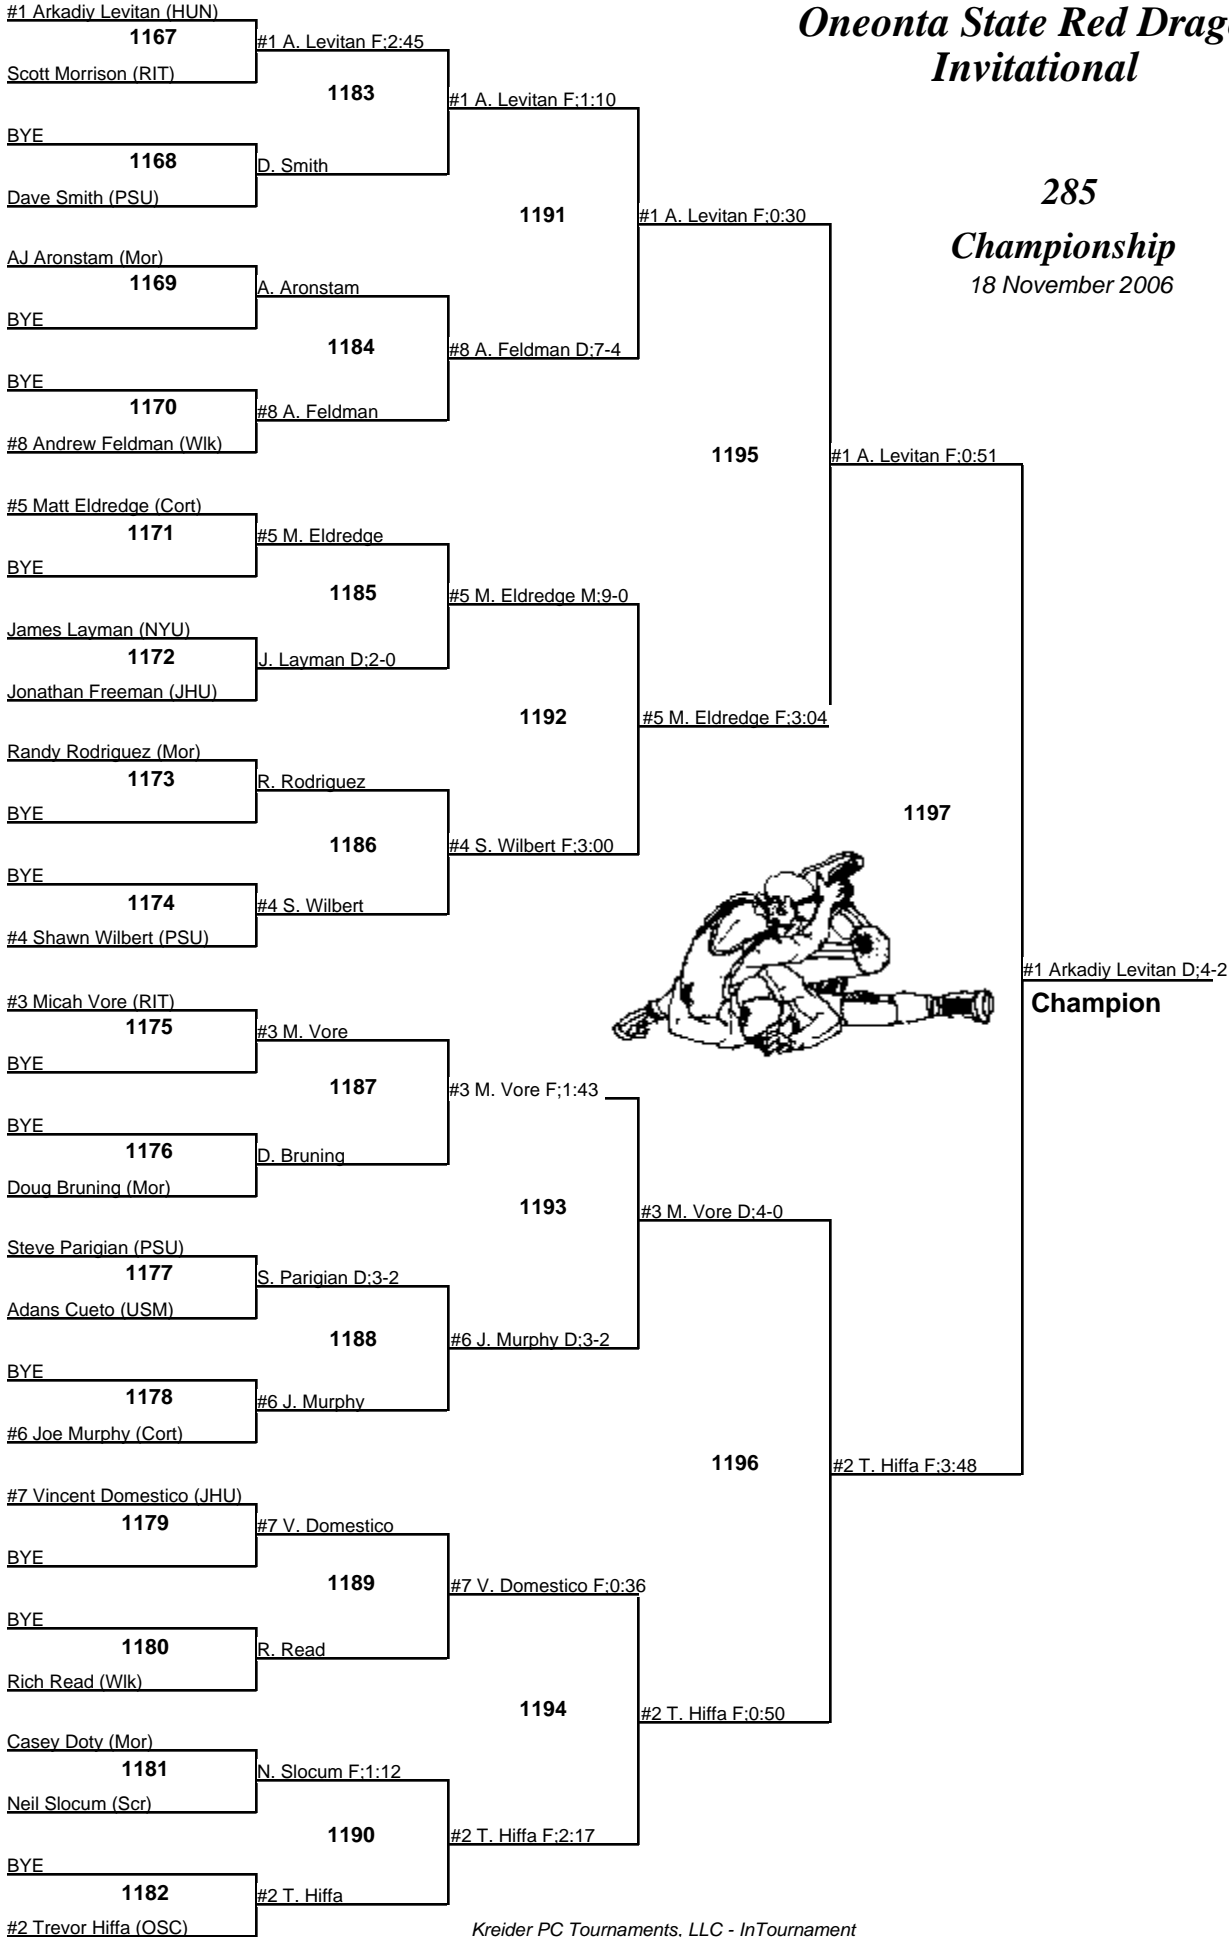 Oneonta State Red Drag
Invitational
285
Championship
18 November 2006
#1 Arkadiy Levitan (HUN)
1167
Scott Morrison (RIT)
BYE
1168
Dave Smith (PSU)
AJ Aronstam (Mor)
1169
BYE
BYE
1170
#8 Andrew Feldman (Wlk)
#5 Matt Eldredge (Cort)
1171
BYE
James Layman (NYU)
1172
Jonathan Freeman (JHU)
Randy Rodriguez (Mor)
1173
BYE
BYE
1174
#4 Shawn Wilbert (PSU)
#3 Micah Vore (RIT)
1175
BYE
BYE
1176
Doug Bruning (Mor)
Steve Parigian (PSU)
1177
Adans Cueto (USM)
BYE
1178
#6 Joe Murphy (Cort)
#7 Vincent Domestico (JHU)
1179
BYE
BYE
1180
Rich Read (Wlk)
Casey Doty (Mor)
1181
Neil Slocum (Scr)
BYE
1182
#2 Trevor Hiffa (OSC)
#1 A. Levitan F;2:45
1183
D. Smith
A. Aronstam
1184
#8 A. Feldman
#5 M. Eldredge
1185
J. Layman D;2-0
R. Rodriguez
1186
#4 S. Wilbert
#3 M. Vore
1187
D. Bruning
S. Parigian D;3-2
1188
#6 J. Murphy
#7 V. Domestico
1189
R. Read
N. Slocum F;1:12
1190
#2 T. Hiffa
#1 A. Levitan F;1:10
1191
#8 A. Feldman D;7-4
#5 M. Eldredge M;9-0
1192
#4 S. Wilbert F;3:00
#3 M. Vore F;1:43
1193
#6 J. Murphy D;3-2
#7 V. Domestico F;0:36
1194
#2 T. Hiffa F;2:17
#1 A. Levitan F;0:30
1195
#5 M. Eldredge F;3:04
#3 M. Vore D;4-0
1196
#2 T. Hiffa F;0:50
#1 A. Levitan F;0:51
1197
#2 T. Hiffa F;3:48
#1 Arkadiy Levitan D;4-2
Champion
Kreider PC Tournaments, LLC - InTournament